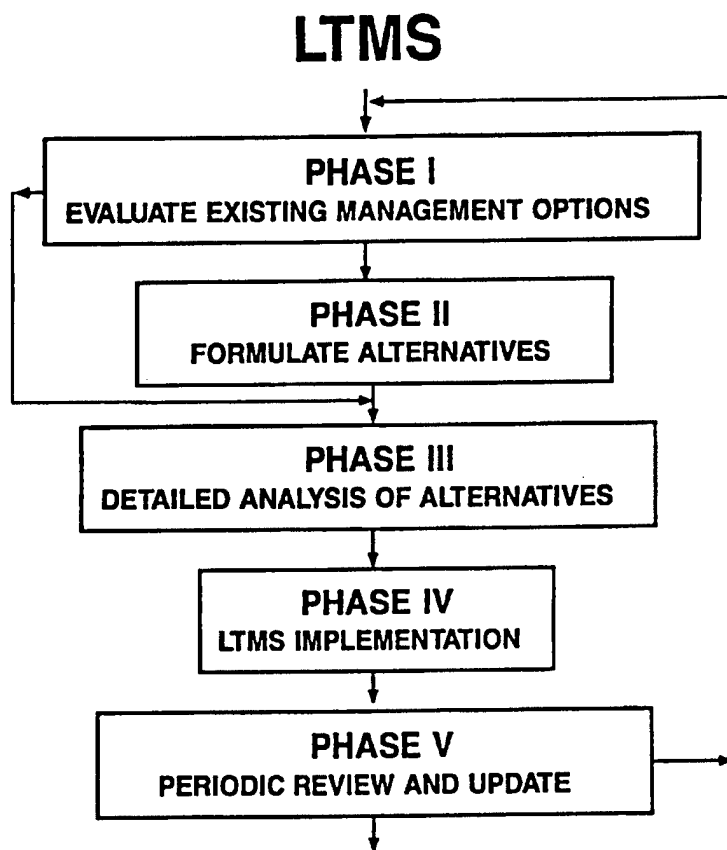 LTMS
PHASE I
EVALUATE EXISTING MANAGEMENT OPTIONS
PHASE II
FORMULATE ALTERNATIVES
PHASE III
DETAILED ANALYSIS OF ALTERNATIVES
PHASE IV
LTMS IMPLEMENTATION
PHASE V
PERIODIC REVIEW AND UPDATE